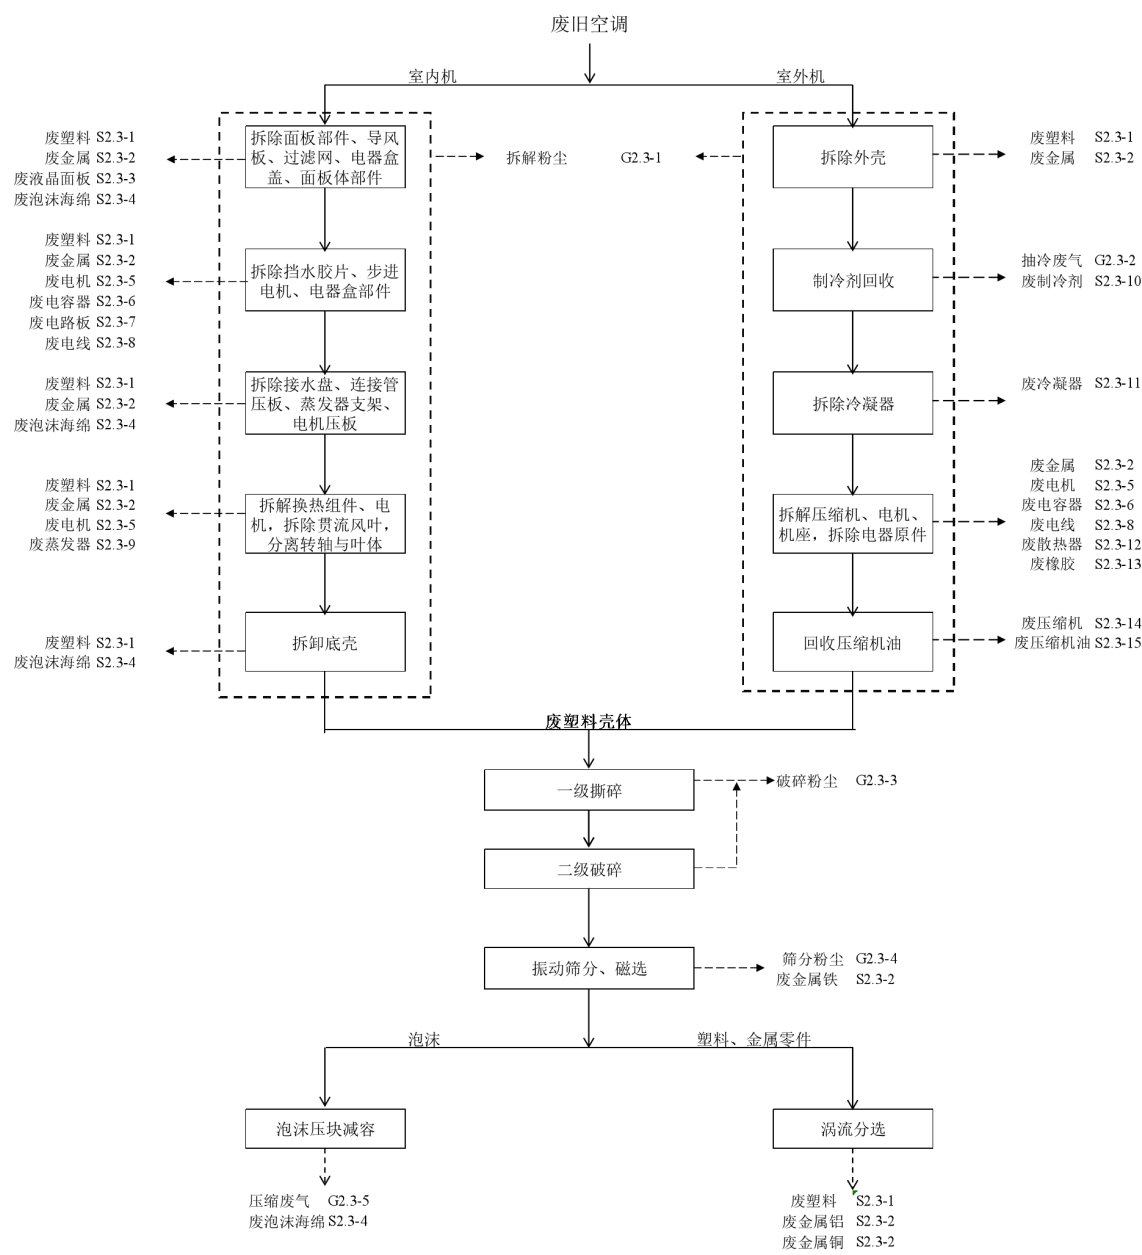 废旧空调
室内机
室外机
废塑料 S2.3-1
废金属 S2.3-2
废液晶面板 S2.3-3
废泡沫海绵 S2.3-4
拆除面板部件、导风
板、过滤网、电器盒
盖、面板体部件
拆解粉尘 G2.3-1
拆除外壳
废塑料 S2.3-1
废金属 S2.3-2
废塑料 S2.3-1
废金属 S2.3-2
废电机 S2.3-5
废电容器 S2.3-6
废电路板 S2.3-7
废电线 S2.3-8
拆除挡水胶片、步进
电机、电器盒部件
制冷剂回收
抽冷废气 G2.3-2
废制冷剂 S2.3-10
废塑料 S2.3-1
废金属 S2.3-2
废泡沫海绵 S2.3-4
拆除接水盘、连接管
压板、蒸发器支架、
电机压板
拆除冷凝器
废冷凝器 S2.3-11
废塑料 S2.3-1
废金属 S2.3-2
废电机 S2.3-5
废蒸发器 S2.3-9
拆解换热组件、电
机，拆除贯流风叶，
分离转轴与叶体
拆解压缩机、电机、
机座，拆除电器原件
废金属 S2.3-2
废电机 S2.3-5
废电容器 S2.3-6
废电线 S2.3-8
废散热器 S2.3-12
废橡胶 S2.3-13
废塑料 S2.3-1
废泡沫海绵 S2.3-4
拆卸底壳
回收压缩机油
废压缩机 S2.3-14
废压缩机油 S2.3-15
废塑料壳体
一级撕碎
破碎粉尘 G2.3-3
二级破碎
振动筛分、磁选
筛分粉尘 G2.3-4
废金属铁 S2.3-2
泡沫
塑料、金属零件
泡沫压块减容
涡流分选
压缩废气 G2.3-5
废泡沫海绵 S2.3-4
废塑料 S2.3-1
废金属铝 S2.3-2
废金属铜 S2.3-2